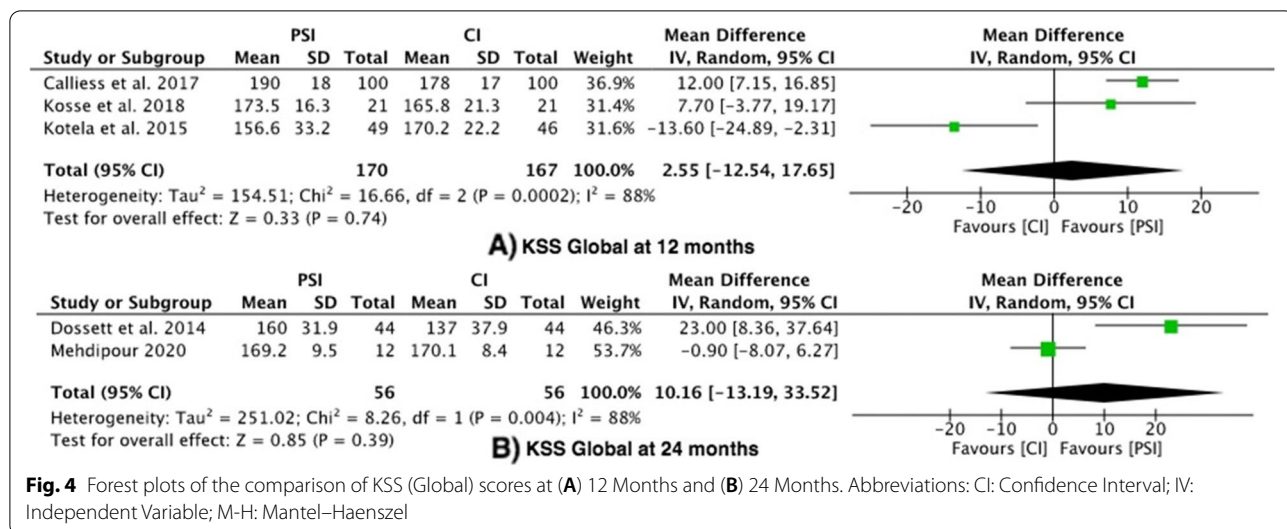 PSI CI Mean Difference Mean Difference
Study or Subgroup Mean SD Total Mean SD Total Weight IV, Random, 95% CI IV, Random, 95% CI
Calliess et al. 2017 190 18 100 178 17 100 36.9% 12.00 [7.15, 16.85]
Kosse et al. 2018 173.5 16.3 21 165.8 21.3 21 31.4% 7.70 [-3.77, 19.17]
Kotela et al. 2015 156.6 33.2 49 170.2 22.2 46 31.6% -13.60 [-24.89, -2.31]
Total (95% CI) 170 167 100.0% 2.55 [-12.54, 17.65]
Heterogeneity: Tau² = 154.51; Chi² = 16.66, df = 2 (P = 0.0002); I² = 88%
Test for overall effect: Z = 0.33 (P = 0.74)
-20 -10 0 10 20
Favours [CI] Favours [PSI]
A) KSS Global at 12 months
PSI CI Mean Difference Mean Difference
Study or Subgroup Mean SD Total Mean SD Total Weight IV, Random, 95% CI IV, Random, 95% CI
Dossett et al. 2014 160 31.9 44 137 37.9 44 46.3% 23.00 [8.36, 37.64]
Mehdipour 2020 169.2 9.5 12 170.1 8.4 12 53.7% -0.90 [-8.07, 6.27]
Total (95% CI) 56 56 100.0% 10.16 [-13.19, 33.52]
Heterogeneity: Tau² = 251.02; Chi² = 8.26, df = 1 (P = 0.004); I² = 88%
Test for overall effect: Z = 0.85 (P = 0.39)
-20 -10 0 10 20
Favours [CI] Favours [PSI]
B) KSS Global at 24 months
Fig. 4 Forest plots of the comparison of KSS (Global) scores at (A) 12 Months and (B) 24 Months. Abbreviations: CI: Confidence Interval; IV:
Independent Variable; M-H: Mantel–Haenszel